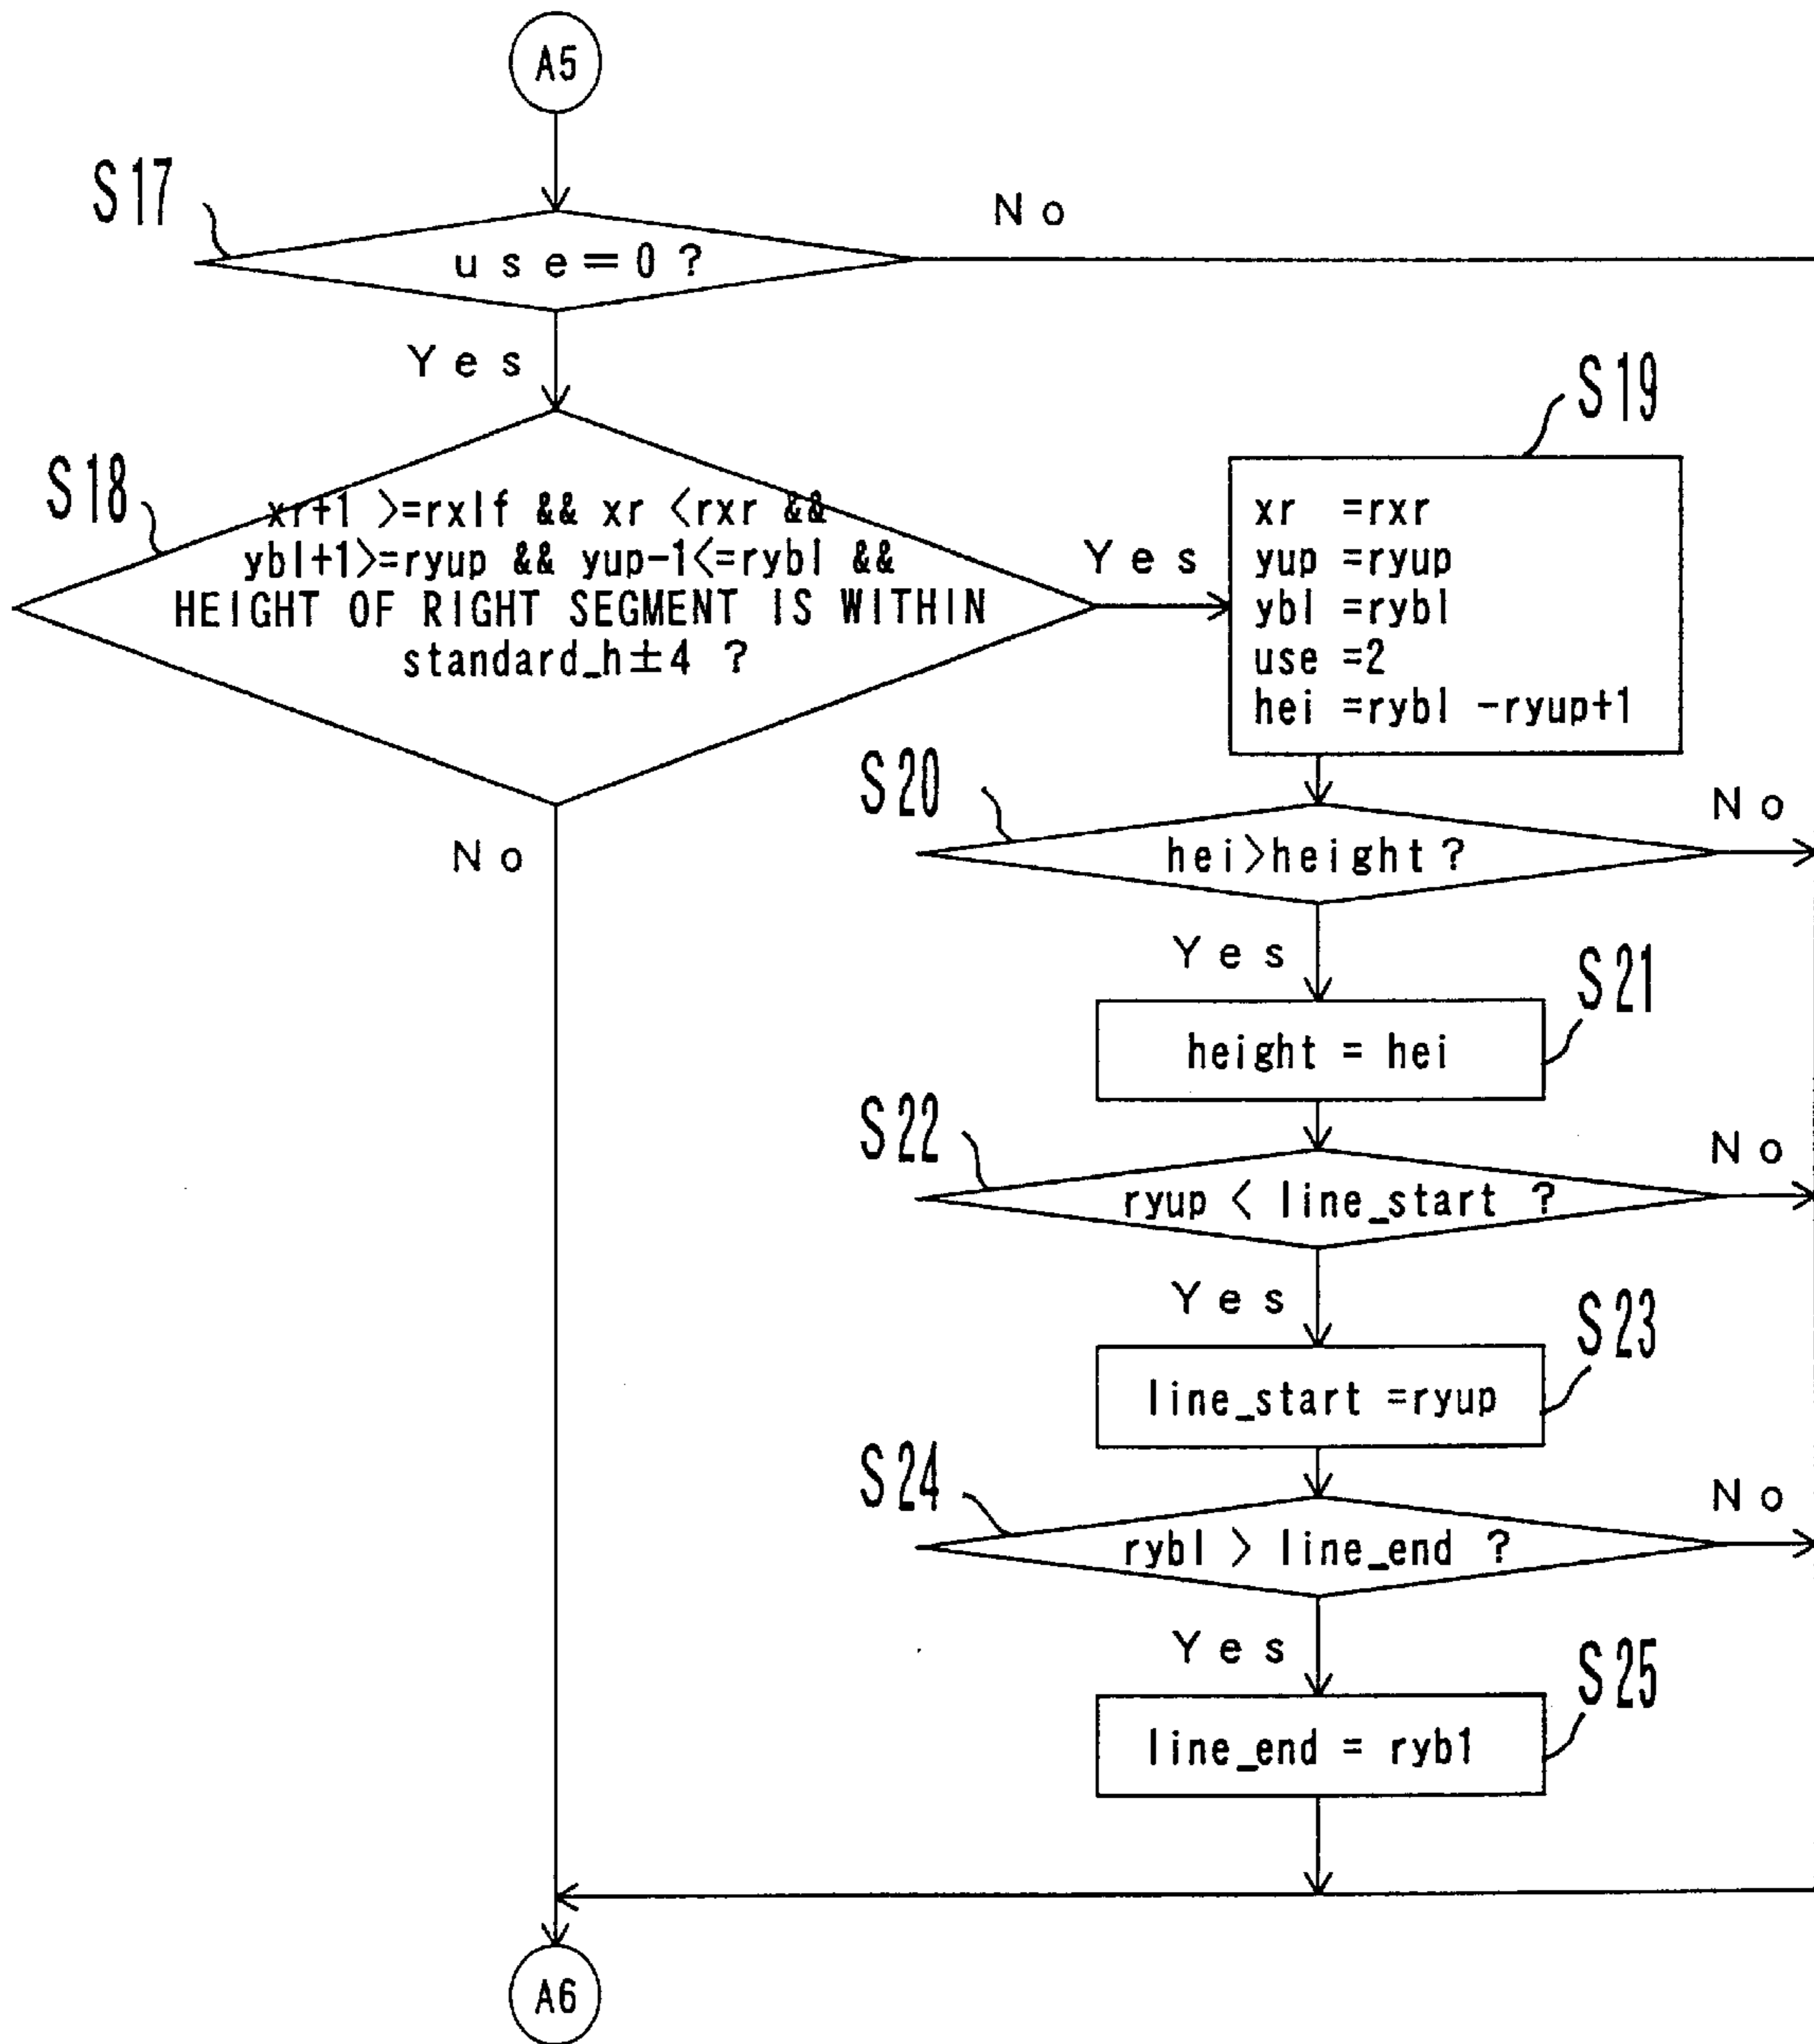 A5
S17
use=0?
No
Yes
S18
xr+1 >=rxlf && xr <rxr &&
ybl+1>=ryup && yup-1<=rybl &&
HEIGHT OF RIGHT SEGMENT IS WITHIN
standard_h±4 ?
Yes
No
S19
xr =rxr
yup =ryup
ybl =rybl
use =2
hei =rybl -ryup+1
S20
hei>height?
No
Yes
S21
height = hei
S22
ryup < line_start ?
No
Yes
S23
line_start =ryup
S24
rybl > line_end ?
No
Yes
S25
line_end = ryb1
A6